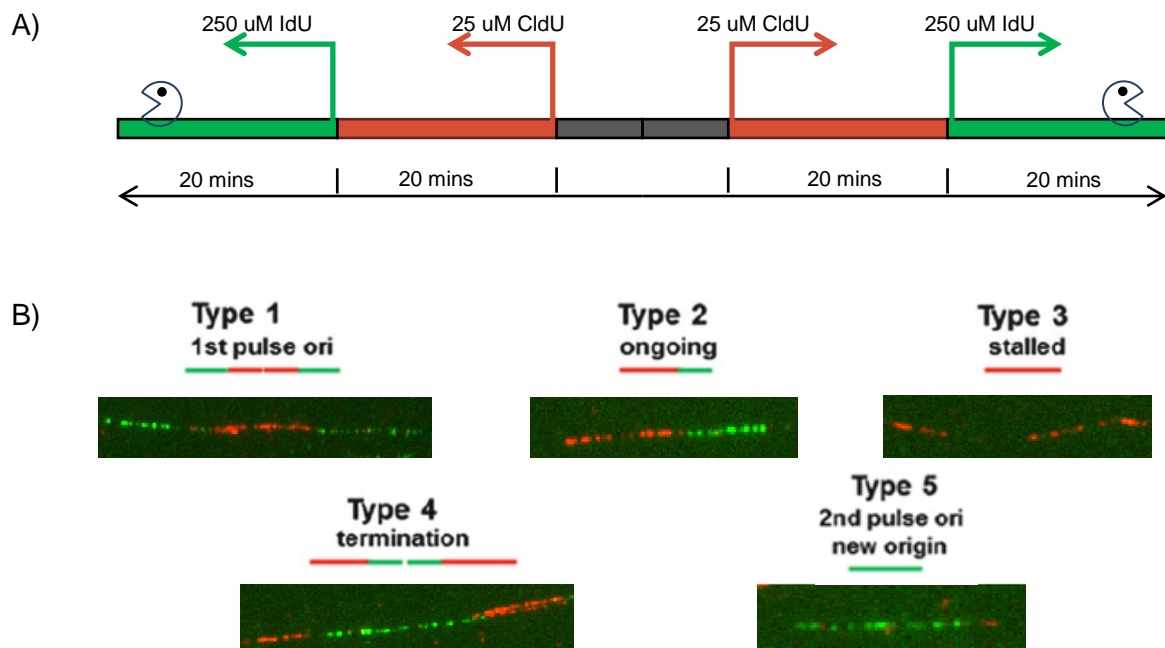 A)
250 uM IdU
25 uM CldU
25 uM CldU
250 uM IdU
20 mins
20 mins
20 mins
20 mins
B)
Type 1
1st pulse ori
Type 2
ongoing
Type 3
stalled
Type 4
termination
Type 5
2nd pulse ori
new origin